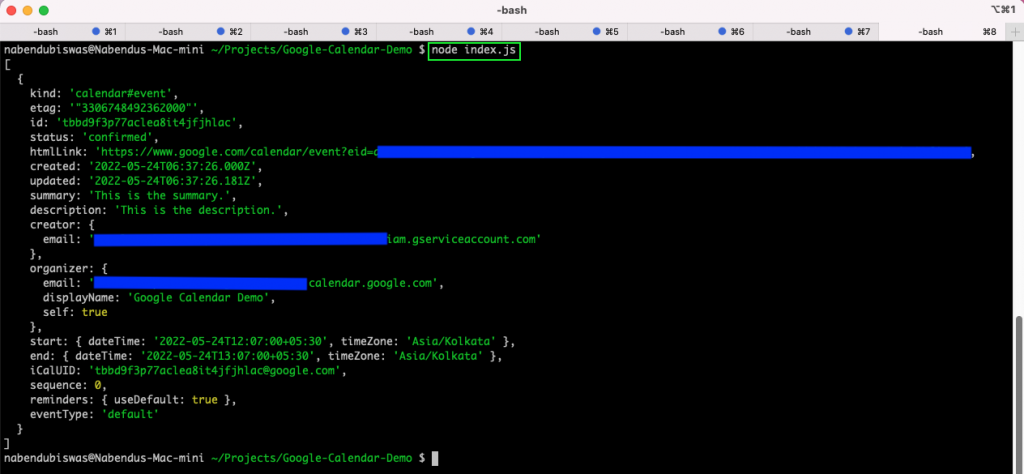 -bash
⌥⌘1
-bash ⌘1 -bash ⌘2 -bash ⌘3 -bash ⌘4 -bash ⌘5 -bash ⌘6 -bash ⌘7 -bash ⌘8 +
nabendubiswas@Nabendus-Mac-mini ~/Projects/Google-Calendar-Demo $ node index.js
[
  {
    kind: 'calendar#event',
    etag: '"3306748492362000"',
    id: 'tbbd9f3p77aclea8it4jfjhlac',
    status: 'confirmed',
    htmlLink: 'https://www.google.com/calendar/event?eid=
    created: '2022-05-24T06:37:26.000Z',
    updated: '2022-05-24T06:37:26.181Z',
    summary: 'This is the summary.',
    description: 'This is the description.',
    creator: {
      email: ' iam.gserviceaccount.com'
    },
    organizer: {
      email: ' calendar.google.com',
      displayName: 'Google Calendar Demo',
      self: true
    },
    start: { dateTime: '2022-05-24T12:07:00+05:30', timeZone: 'Asia/Kolkata' },
    end: { dateTime: '2022-05-24T13:07:00+05:30', timeZone: 'Asia/Kolkata' },
    iCalUID: 'tbbd9f3p77aclea8it4jfjhlac@google.com',
    sequence: 0,
    reminders: { useDefault: true },
    eventType: 'default'
  }
]
nabendubiswas@Nabendus-Mac-mini ~/Projects/Google-Calendar-Demo $